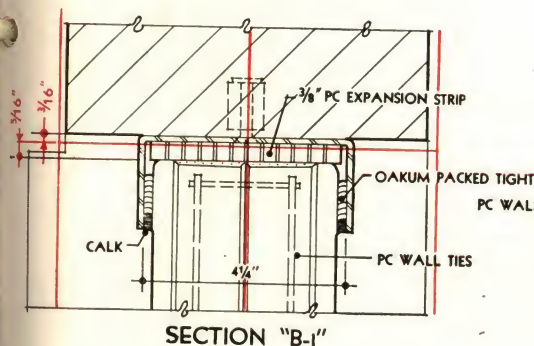 3/16"
5/16"
3/8" PC EXPANSION STRIP
OAKUM PACKED TIGHT
PC WAL
CALK
PC WALL TIES
4 1/4"
SECTION "B-1"